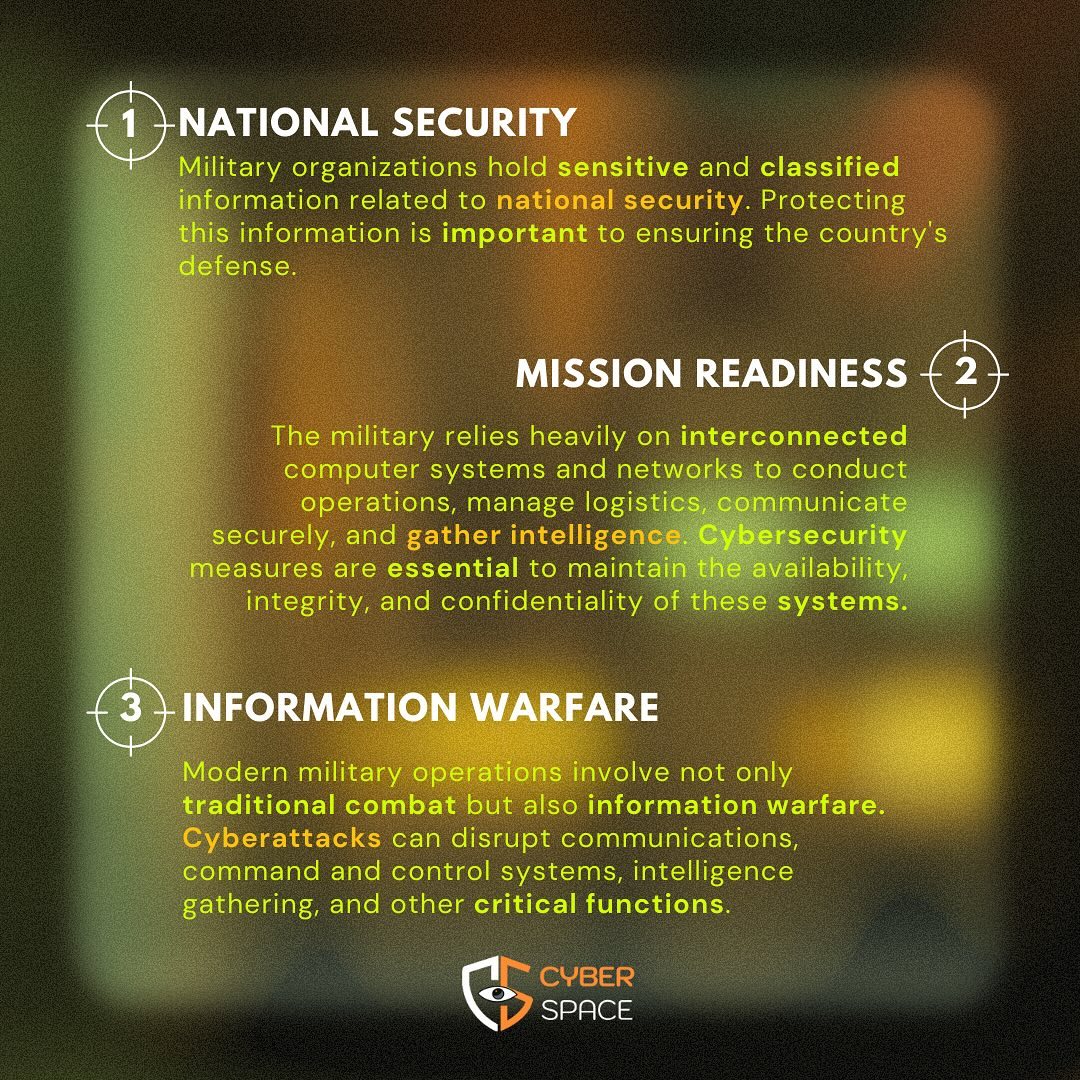 1
NATIONAL SECURITY
Military organizations hold sensitive and classified
information related to national security. Protecting
this information is important to ensuring the country's
defense.
MISSION READINESS
2
The military relies heavily on interconnected
computer systems and networks to conduct
operations, manage logistics, communicate
securely, and gather intelligence. Cybersecurity
measures are essential to maintain the availability,
integrity, and confidentiality of these systems.
3
INFORMATION WARFARE
Modern military operations involve not only
traditional combat but also information warfare.
Cyberattacks can disrupt communications,
command and control systems, intelligence
gathering, and other critical functions.
CYBER
SPACE